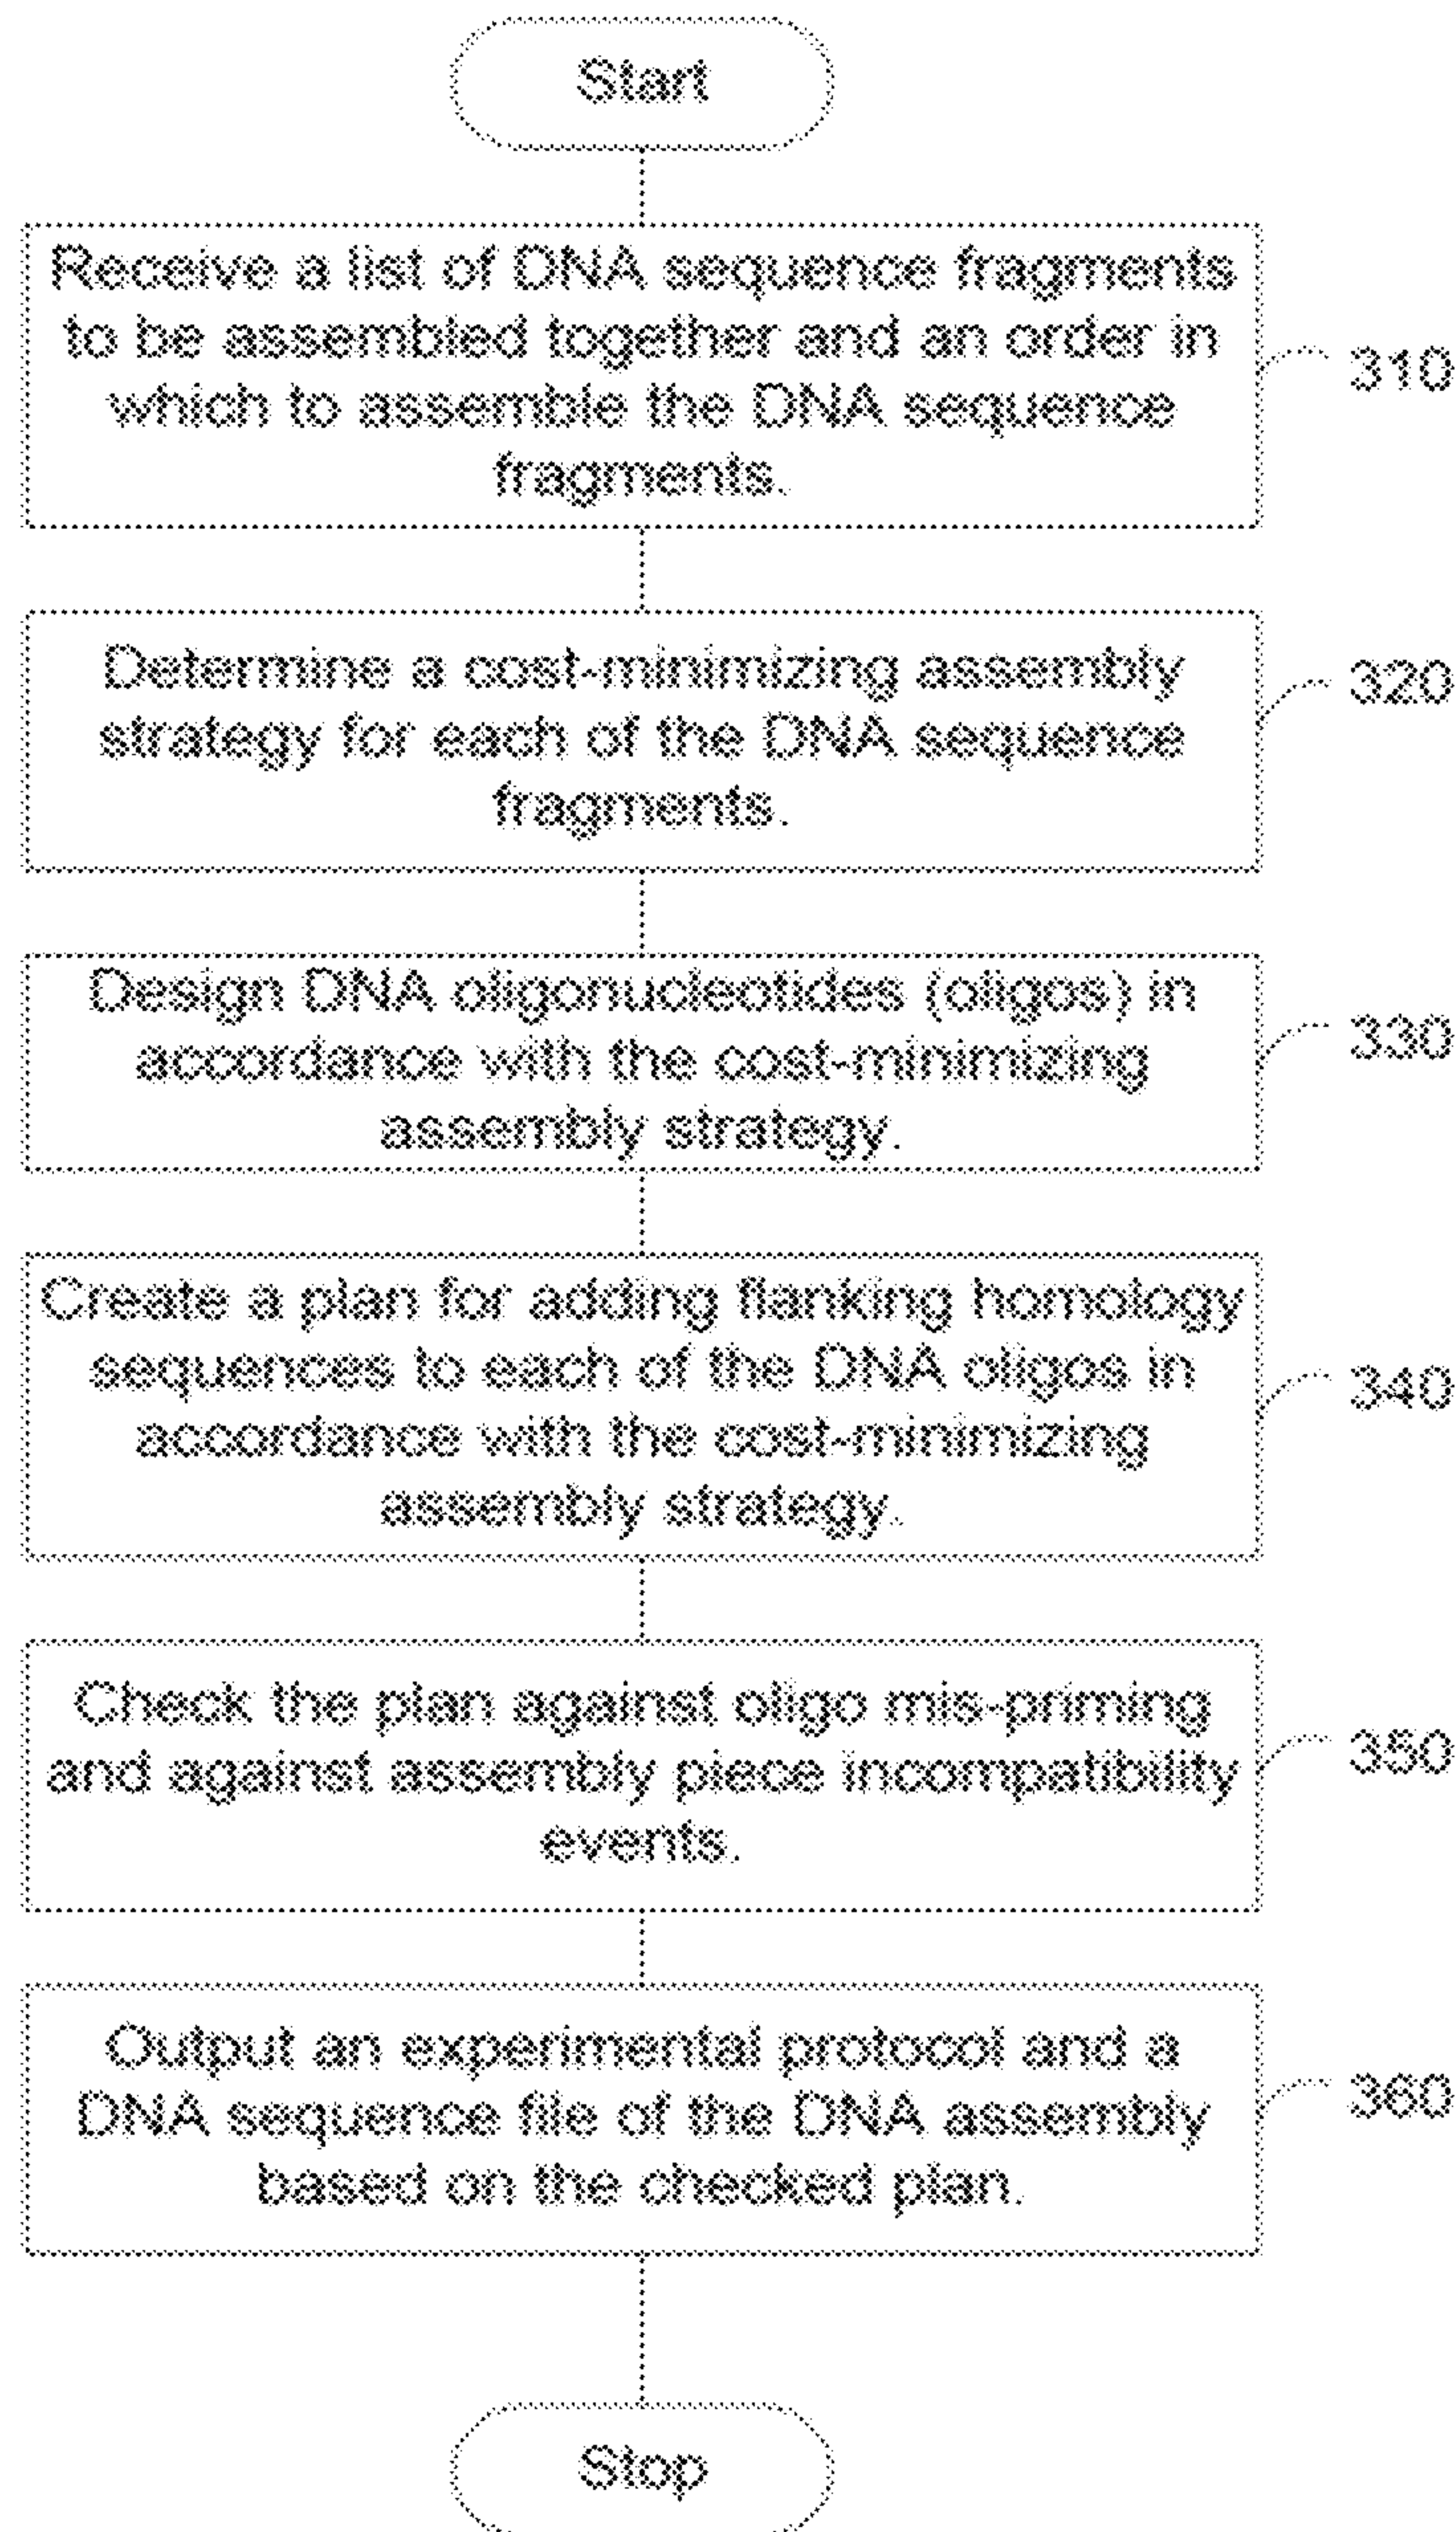 Start
Receive a list of DNA sequence fragments
to be assembled together and an order in
which to assemble the DNA sequence
fragments.
310
Determine a cost-minimizing assembly
strategy for each of the DNA sequence
fragments.
320
Design DNA oligonucleotides (oligos) in
accordance with the cost-minimizing
assembly strategy.
330
Create a plan for adding flanking homology
sequences to each of the DNA oligos in
accordance with the cost-minimizing
assembly strategy.
340
Check the plan against oligo mis-priming
and against assembly piece incompatibility
events.
350
Output an experimental protocol and a
DNA sequence file of the DNA assembly
based on the checked plan.
360
Stop